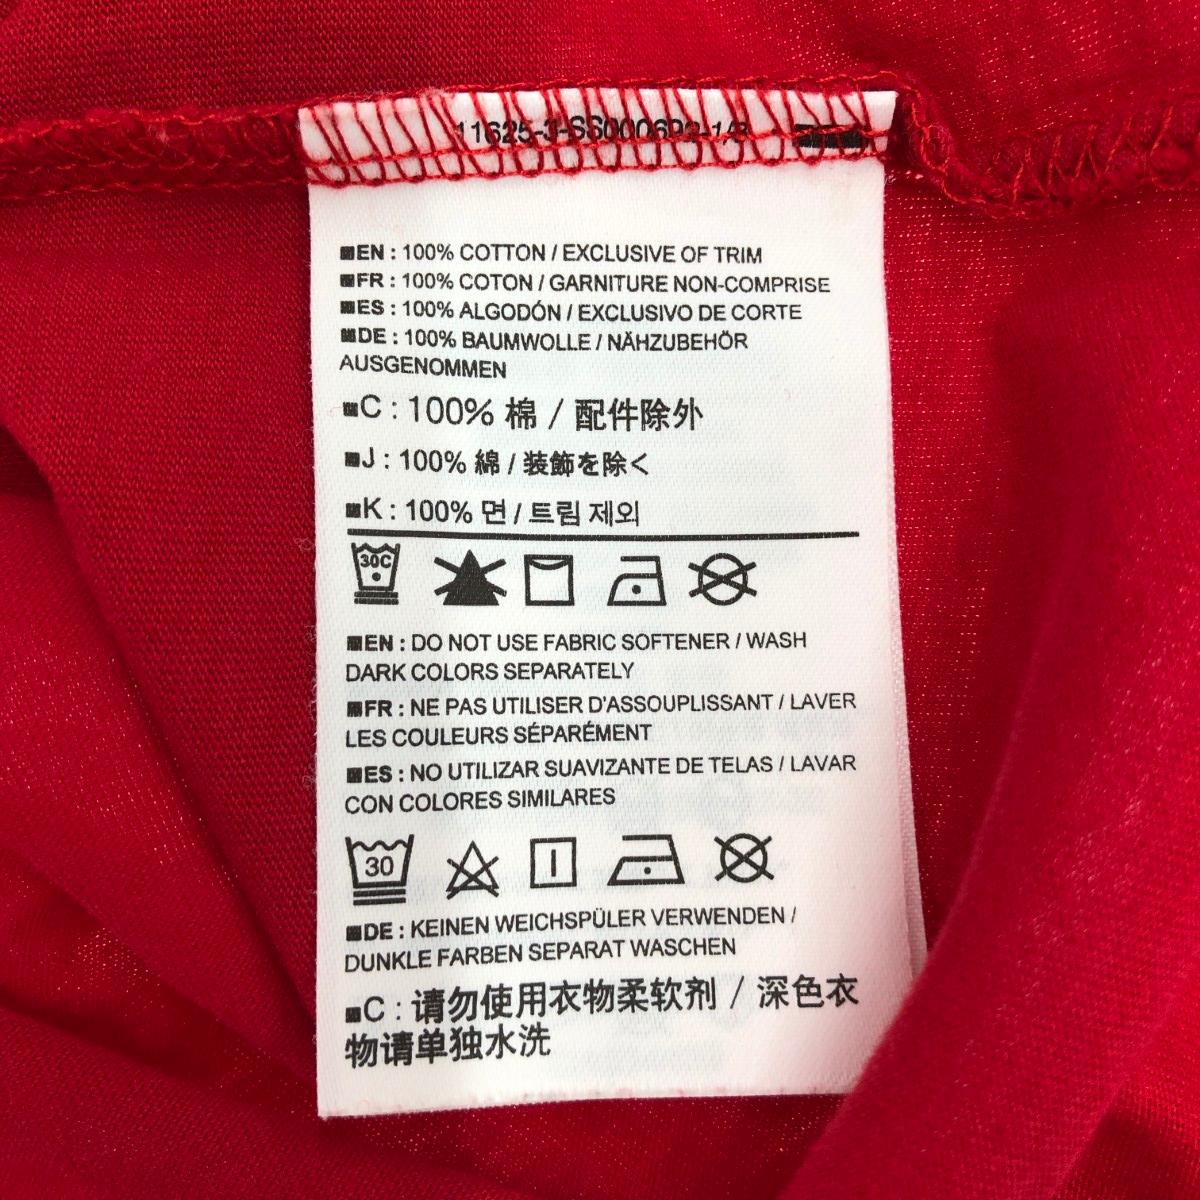 EN : 100% COTTON / EXCLUSIVE OF TRIM
FR : 100% COTON / GARNITURE NON-COMPRISE
ES : 100% ALGODÓN / EXCLUSIVO DE CORTE
DE : 100% BAUMWOLLE / NÄHZUBEHÖR
AUSGENOMMEN
C : 100% 棉 / 配件除外
J : 100% 綿 / 装飾を除く
K : 100% 면 / 트림 제외
30C
EN : DO NOT USE FABRIC SOFTENER / WASH
DARK COLORS SEPARATELY
FR : NE PAS UTILISER D'ASSOUPLISSANT / LAVER
LES COULEURS SÉPARÉMENT
ES : NO UTILIZAR SUAVIZANTE DE TELAS / LAVAR
CON COLORES SIMILARES
30
DE : KEINEN WEICHSPÜLER VERWENDEN /
DUNKLE FARBEN SEPARAT WASCHEN
C : 请勿使用衣物柔软剂 / 深色衣
物请单独水洗